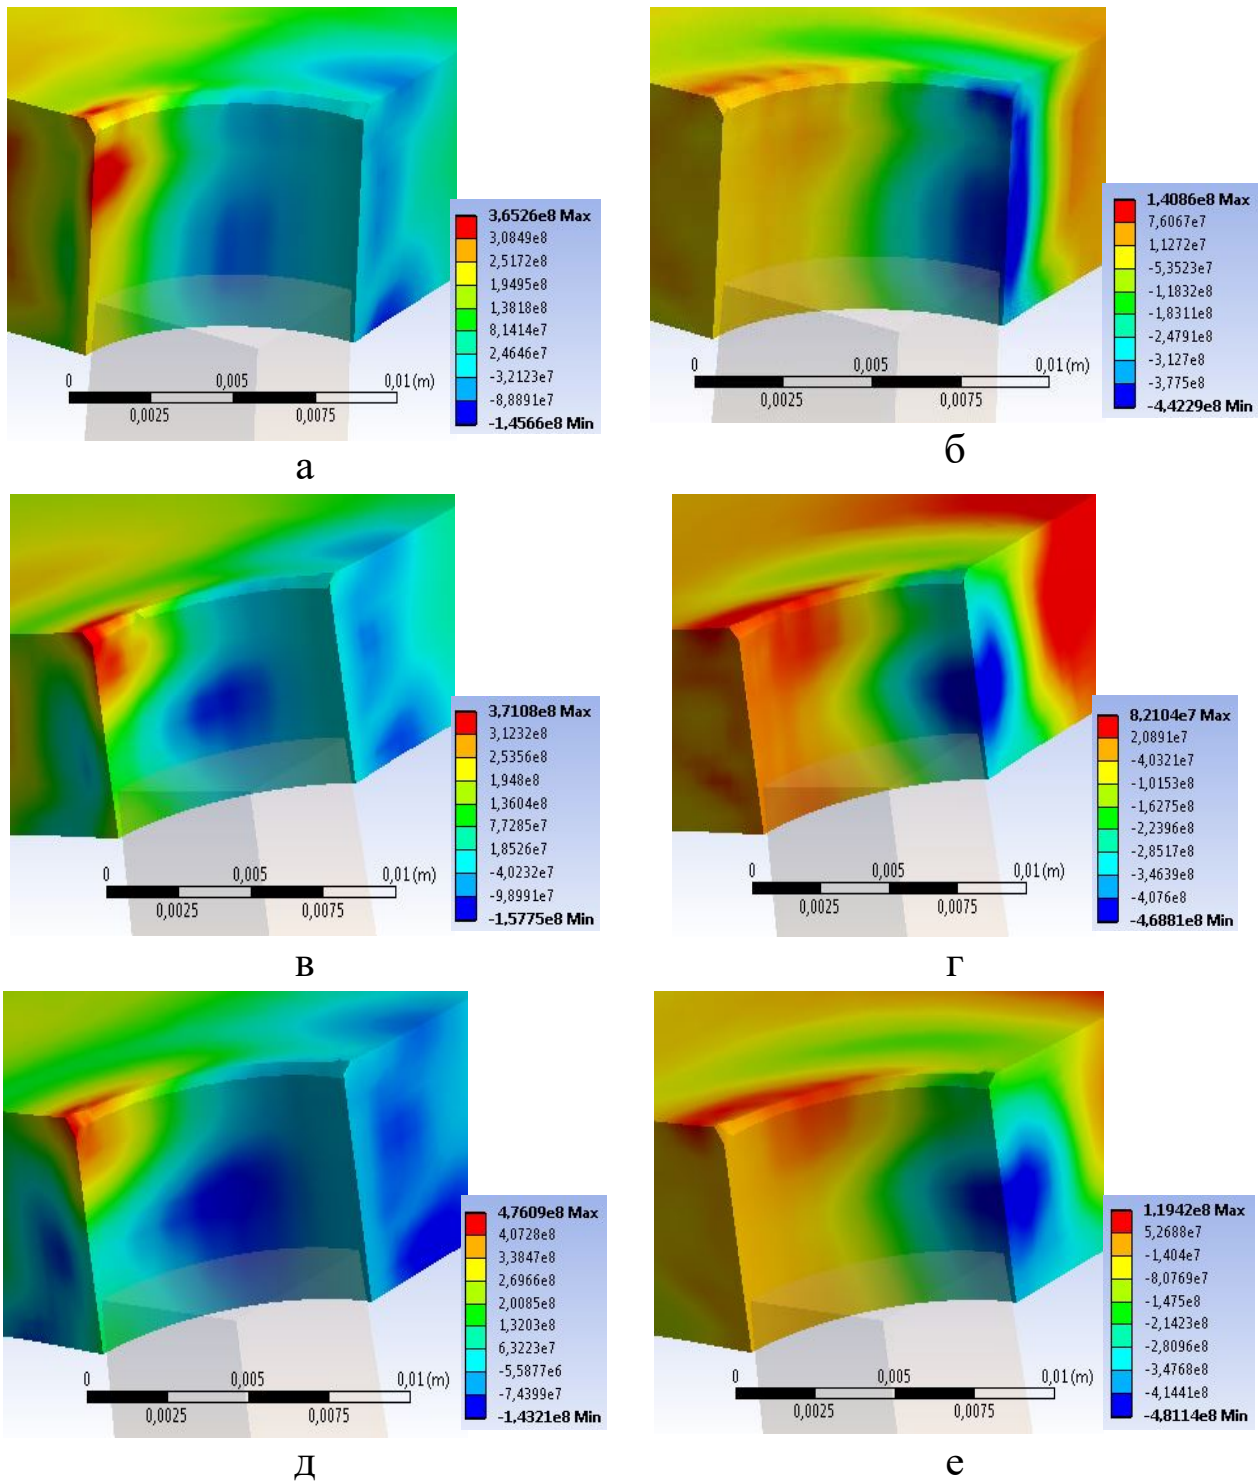 3,6526e8 Max
3,0849e8
2,5172e8
1,9495e8
1,3818e8
8,1414e7
2,4646e7
-3,2123e7
-8,8891e7
-1,4566e8 Min
0
0,005
0,01 (m)
0,0025
0,0075
а
1,4086e8 Max
7,6067e7
1,1272e7
-5,3523e7
-1,1832e8
-1,8311e8
-2,4791e8
-3,127e8
-3,775e8
-4,4229e8 Min
0
0,005
0,01 (m)
0,0025
0,0075
б
3,7108e8 Max
3,1232e8
2,5356e8
1,948e8
1,3604e8
7,7285e7
1,8526e7
-4,0232e7
-9,8991e7
-1,5775e8 Min
0
0,005
0,01 (m)
0,0025
0,0075
в
8,2104e7 Max
2,0891e7
-4,0321e7
-1,0153e8
-1,6275e8
-2,2396e8
-2,8517e8
-3,4639e8
-4,076e8
-4,6881e8 Min
0
0,005
0,01 (m)
0,0025
0,0075
г
4,7609e8 Max
4,0728e8
3,3847e8
2,6966e8
2,0085e8
1,3203e8
6,3223e7
-5,5877e6
-7,4399e7
-1,4321e8 Min
0
0,005
0,01 (m)
0,0025
0,0075
д
1,1942e8 Max
5,2688e7
-1,404e7
-8,0769e7
-1,475e8
-2,1423e8
-2,8096e8
-3,4768e8
-4,1441e8
-4,8114e8 Min
0
0,005
0,01 (m)
0,0025
0,0075
е